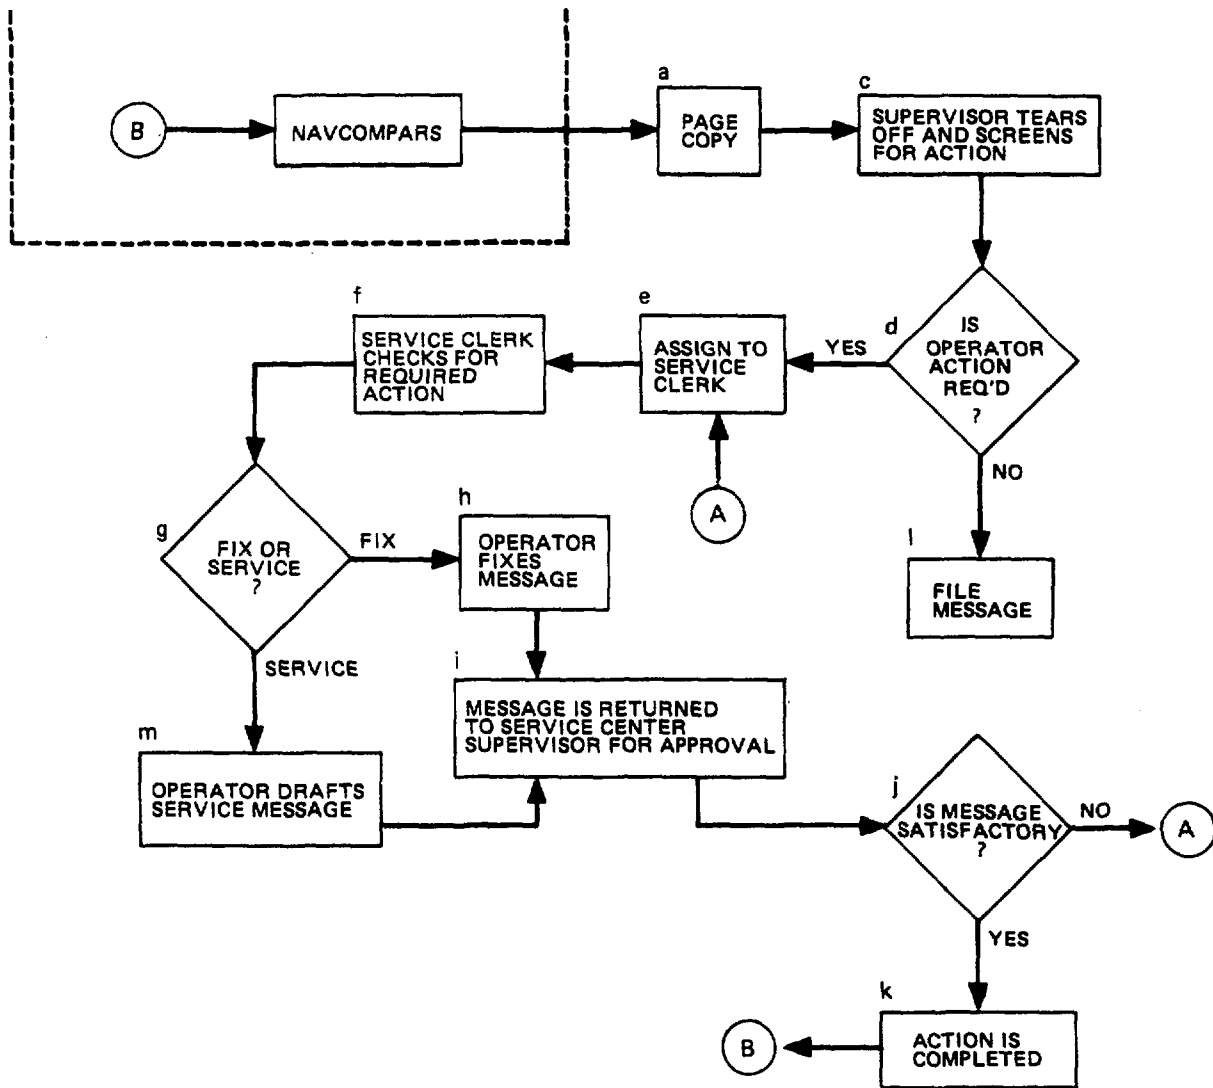 a
c
B
NAVCOMPARS
PAGE
COPY
SUPERVISOR TEARS
OFF AND SCREENS
FOR ACTION
f
e
d
SERVICE CLERK
CHECKS FOR
REQUIRED
ACTION
ASSIGN TO
SERVICE
CLERK
YES
IS
OPERATOR
ACTION
REQ'D
?
NO
A
g
FIX OR
SERVICE
?
FIX
h
OPERATOR
FIXES
MESSAGE
l
FILE
MESSAGE
SERVICE
i
MESSAGE IS RETURNED
TO SERVICE CENTER
SUPERVISOR FOR APPROVAL
m
OPERATOR DRAFTS
SERVICE MESSAGE
j
IS MESSAGE
SATISFACTORY
?
NO
A
YES
k
ACTION IS
COMPLETED
B